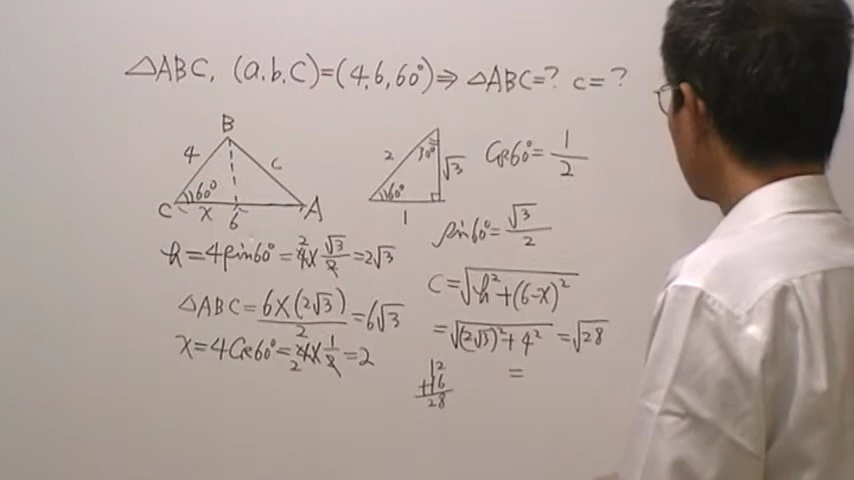 △ABC, (a,b,C)=(4,6,60°)⇒ △ABC=? c=?
B
4
c
60°
C
x
6
A
2
30°
√3
60°
1
Cos60°=1/2
sin60°=√3/2
h=4sin60°=4×√3/2=2√3
2
△ABC=6×(2√3)/2=6√3
x=4Cos60°=4×1/2=2
2
C=√h²+(6-x)²
=√(2√3)²+4²=√28
=
12
+16
28